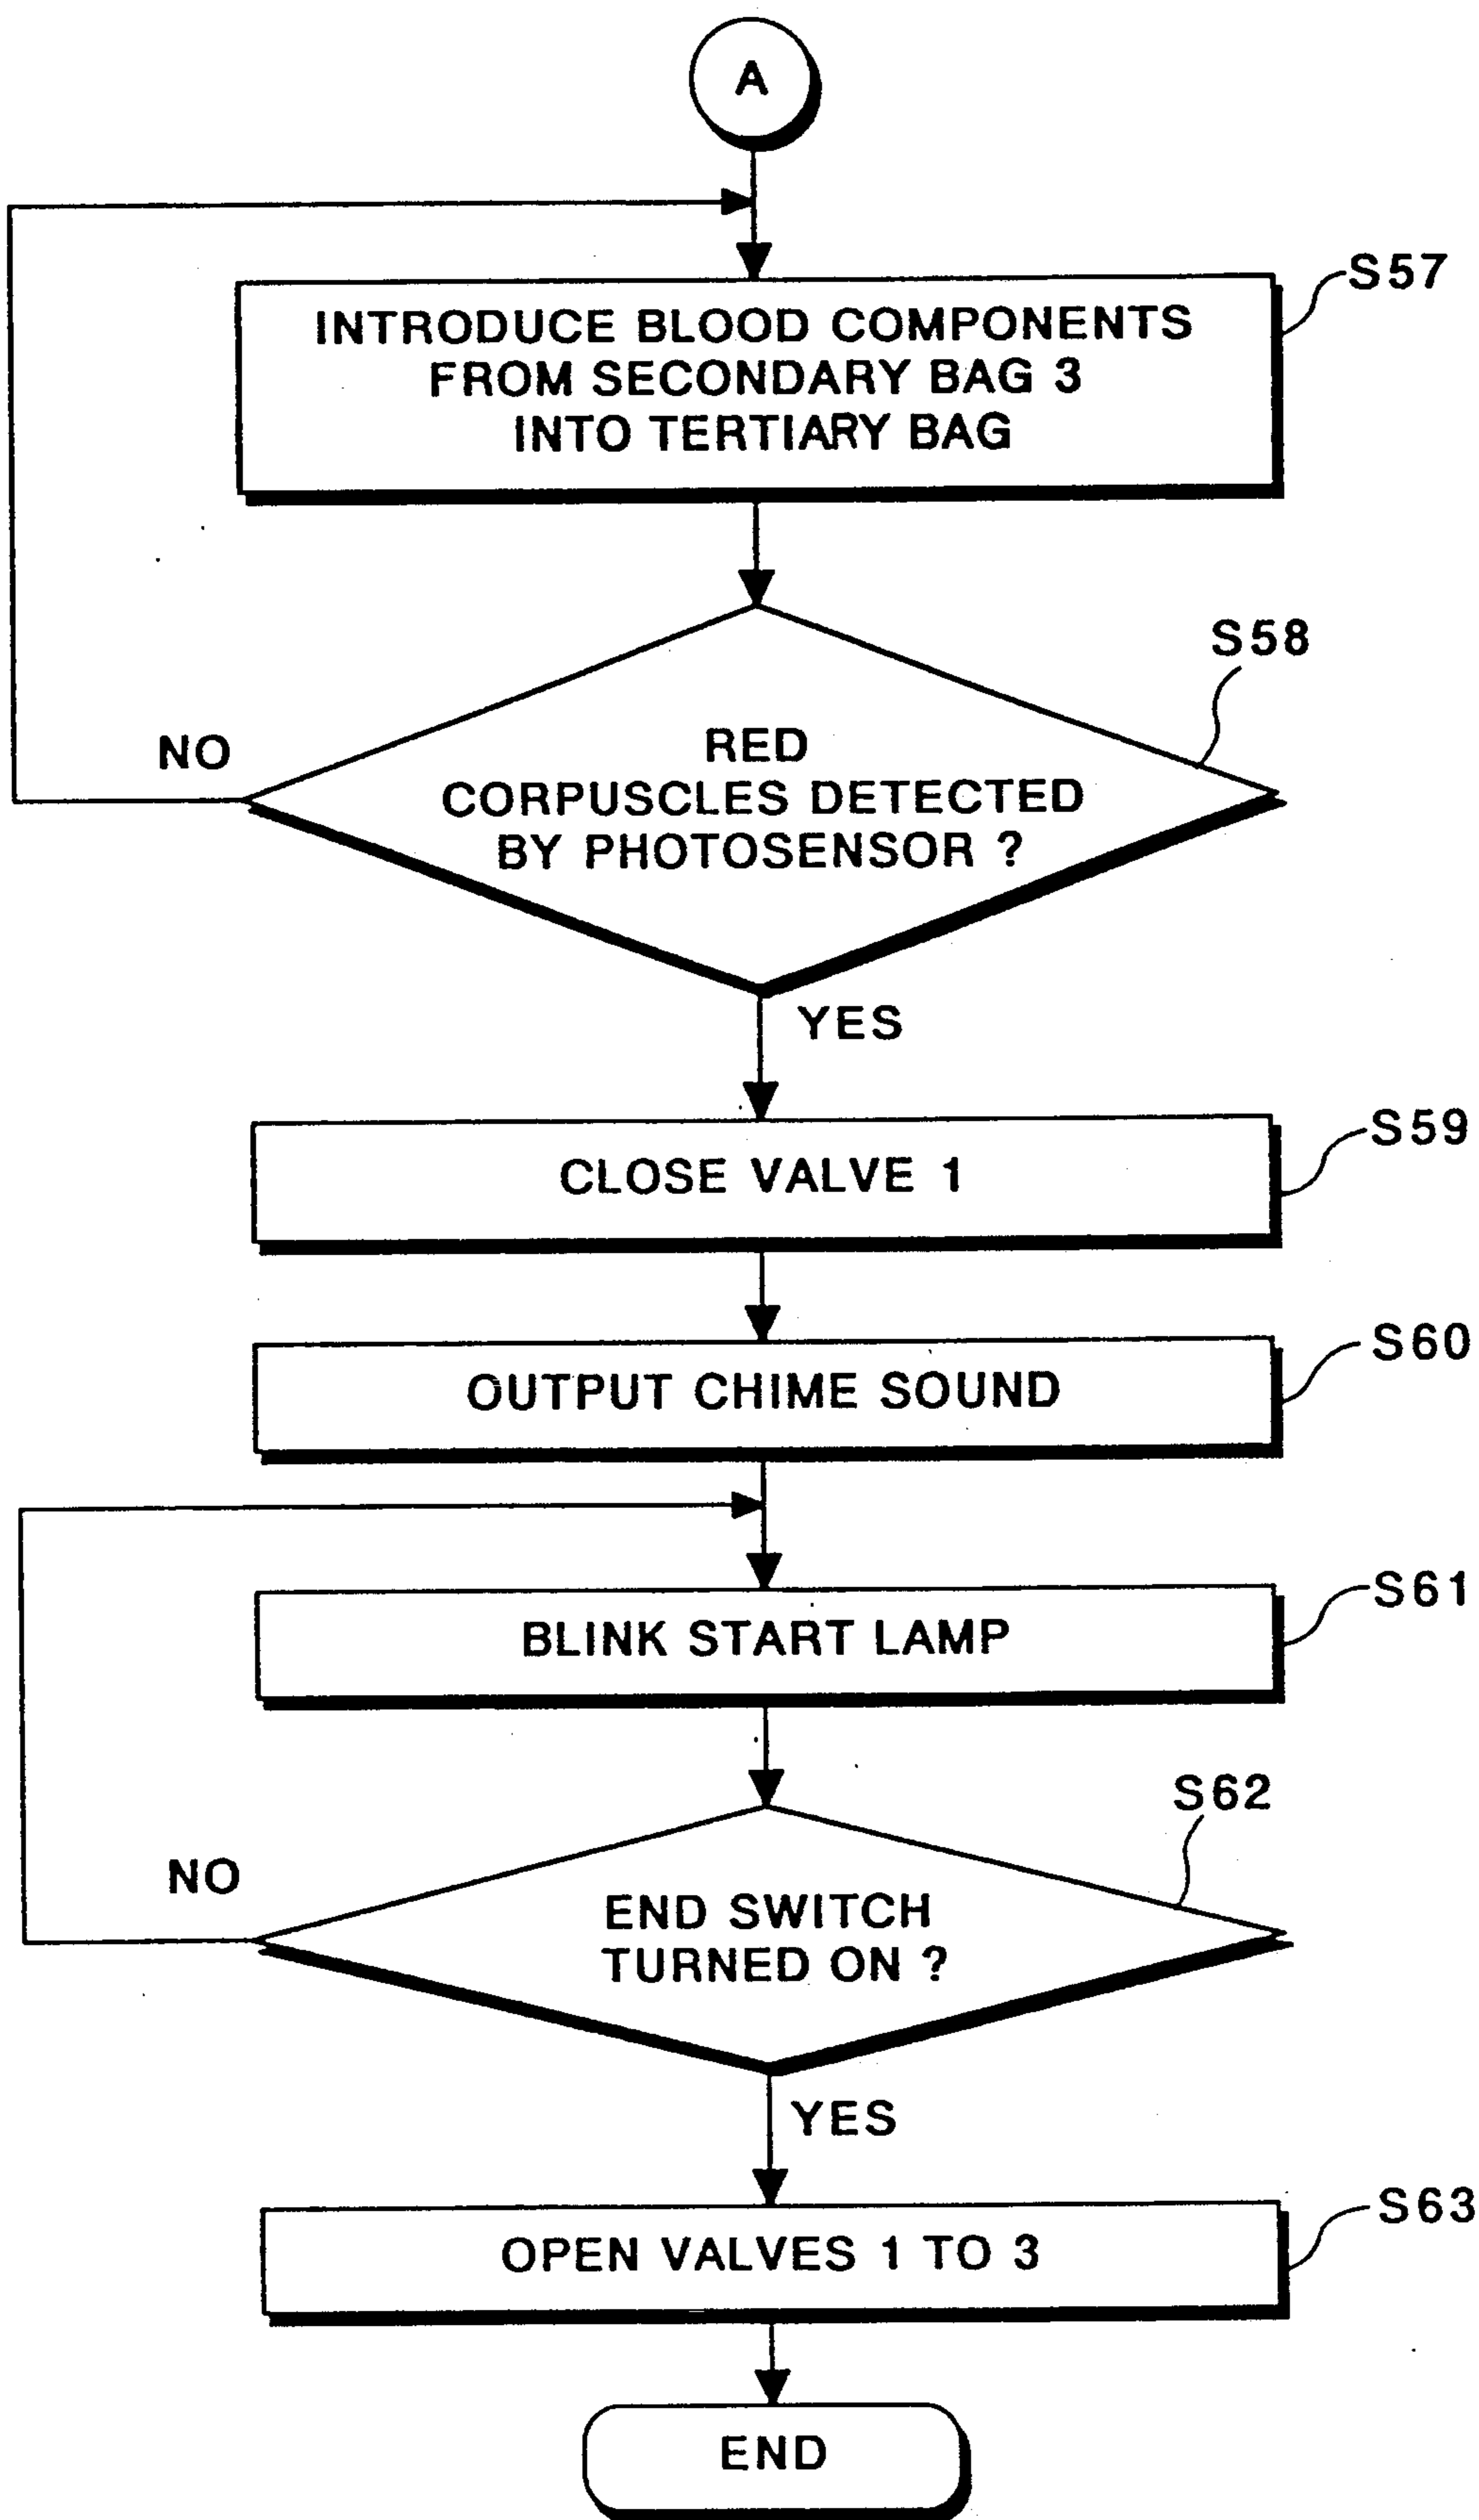 A
S57
INTRODUCE BLOOD COMPONENTS
FROM SECONDARY BAG 3
INTO TERTIARY BAG
S58
NO
RED
CORPUSCLES DETECTED
BY PHOTOSENSOR ?
YES
S59
CLOSE VALVE 1
S60
OUTPUT CHIME SOUND
S61
BLINK START LAMP
S62
NO
END SWITCH
TURNED ON ?
YES
S63
OPEN VALVES 1 TO 3
END